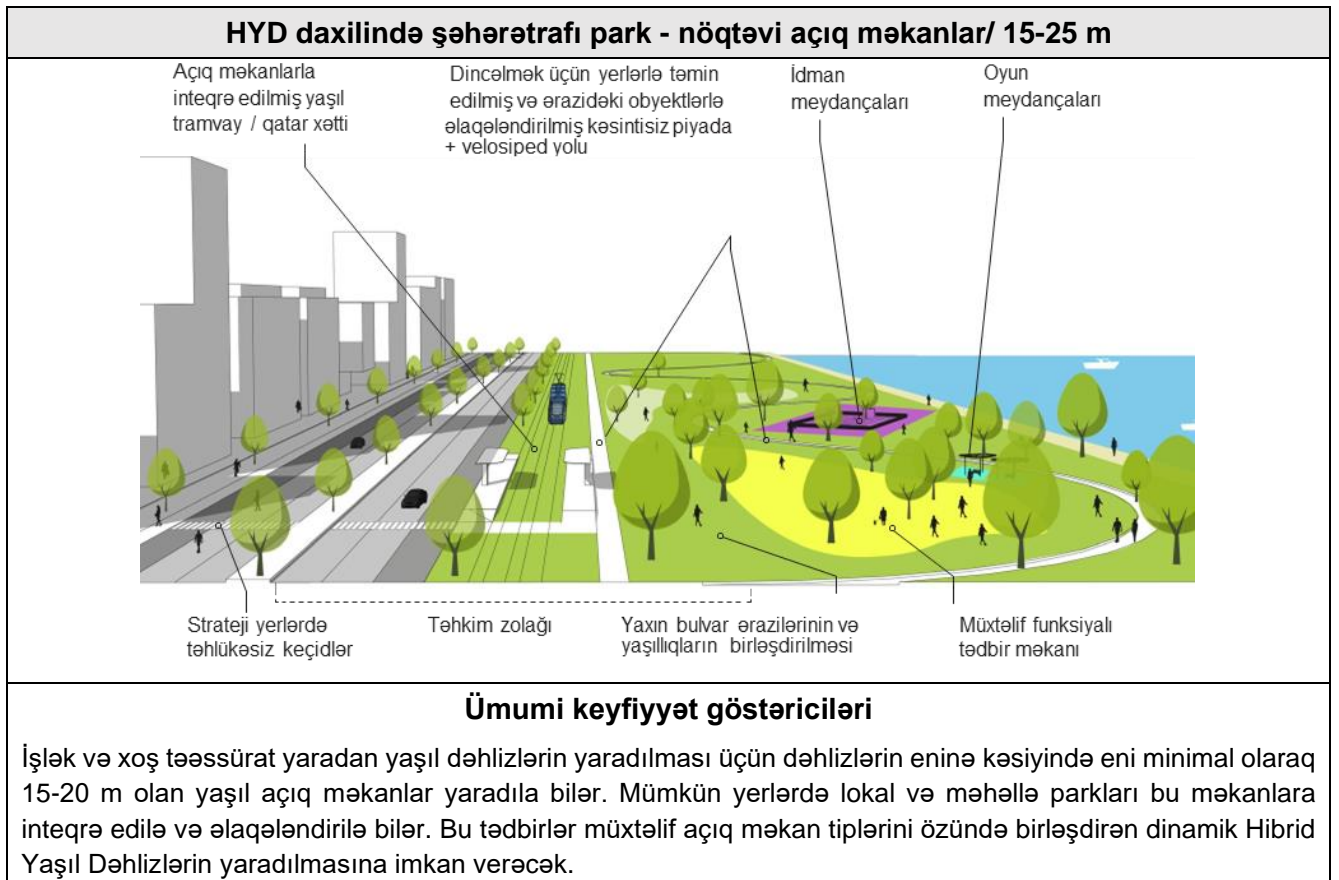 HYD daxilində şəhərətrafı park - nöqtəvi açıq məkanlar/ 15-25 m
Açıq məkanlarla
inteqrə edilmiş yaşıl
tramvay / qatar xətti
Dincəlmək üçün yerlərlə təmin
edilmiş və ərazidəki obyektlərlə
əlaqələndirilmiş kəsintisiz piyada
+ velosiped yolu
İdman
meydançaları
Oyun
meydançaları
Strateji yerlərdə
təhlükəsiz keçidlər
Təhkim zolağı
Yaxın bulvar ərazilərinin və
yaşıllıqların birləşdirilməsi
Müxtəlif funksiyalı
tədbir məkanı
Ümumi keyfiyyət göstəriciləri
İşlək və xoş təəssürat yaradan yaşıl dəhlizlərin yaradılması üçün dəhlizlərin eninə kəsiyində eni minimal olaraq
15-20 m olan yaşıl açıq məkanlar yaradıla bilər. Mümkün yerlərdə lokal və məhəllə parkları bu məkanlara
inteqrə edilə və əlaqələndirilə bilər. Bu tədbirlər müxtəlif açıq məkan tiplərini özündə birləşdirən dinamik Hibrid
Yaşıl Dəhlizlərin yaradılmasına imkan verəcək.